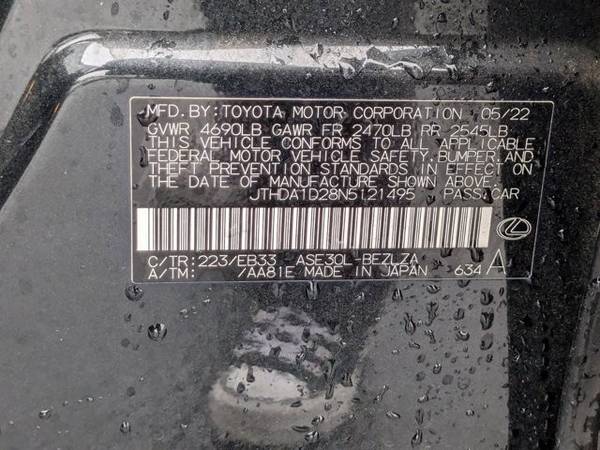 MFD. BY: TOYOTA MOTOR CORPORATION 05/22
GVWR 4690LB GAWR FR 2470LB RR 2545LB
THIS VEHICLE CONFORMS TO ALL APPLICABLE
FEDERAL MOTOR VEHICLE SAFETY, BUMPER, AND
THEFT PREVENTION STANDARDS IN EFFECT ON
THE DATE OF MANUFACTURE SHOWN ABOVE.
JTHDA1D28N5121495 PASS. CAR
C/TR: 223/EB33 ASE30L-BEZLZA
A/TM: /AA81E MADE IN JAPAN 634 A